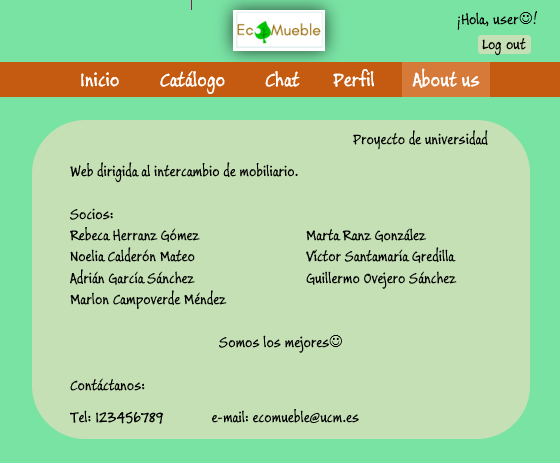 EcoMueble
¡Hola, user☺!
Log out
Inicio Catálogo Chat Perfil About us
Proyecto de universidad
Web dirigida al intercambio de mobiliario.
Socios:
Rebeca Herranz Gómez Marta Ranz González
Noelia Calderón Mateo Víctor Santamaría Gredilla
Adrián García Sánchez Guillermo Ovejero Sánchez
Marlon Campoverde Méndez
Somos los mejores☺
Contáctanos:
Tel: 123456789 e-mail: ecomueble@ucm.es